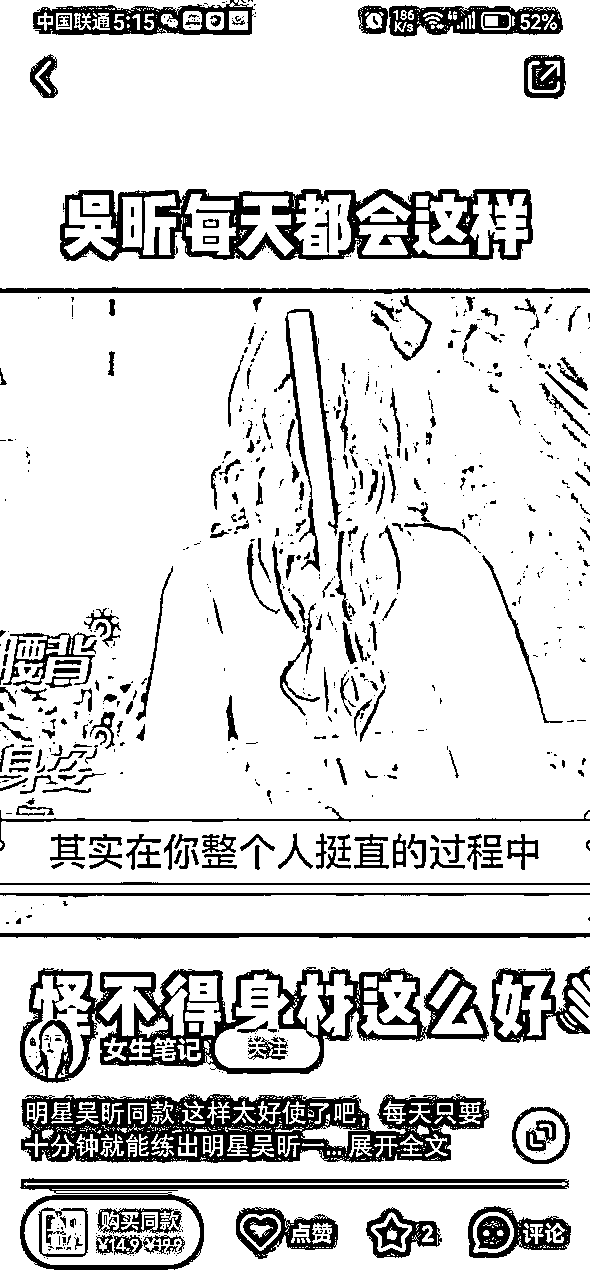 中国联通 5:15
186 K/s 52%
吴昕每天都会这样
腰背
身姿
其实在你整个人挺直的过程中
怪不得身材这么好
女生笔记 关注
明星吴昕同款 这样太好使了吧，每天只要
十分钟就能练出明星吴昕一... 展开全文
购买同款
¥14.9 ¥19.9
点赞 2 评论